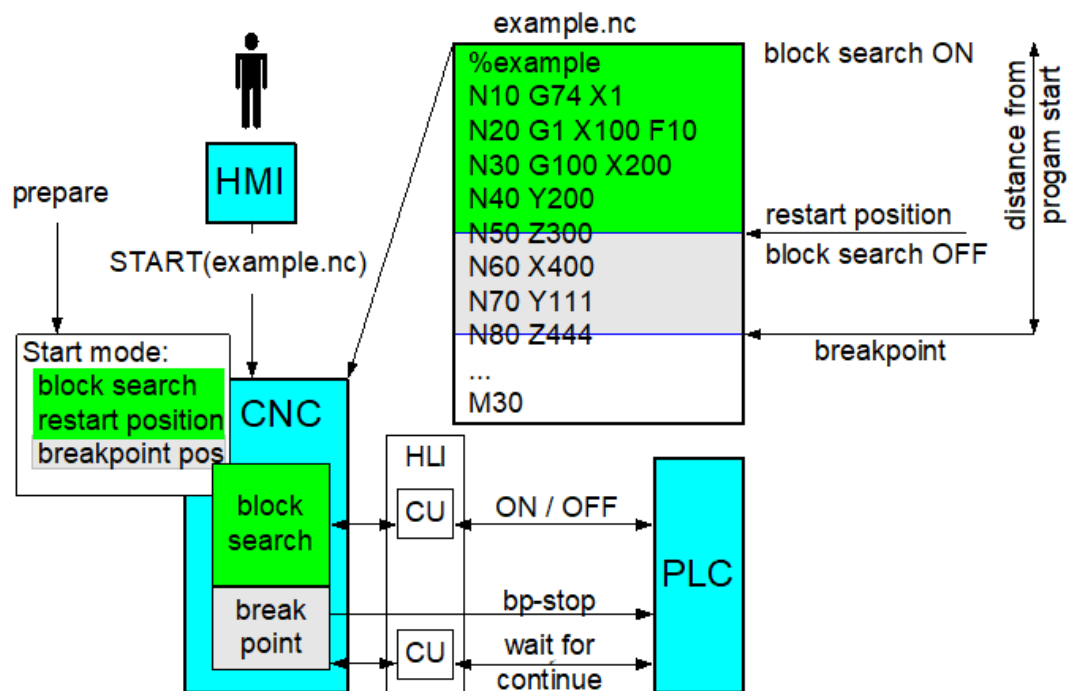 example.nc
%example
N10 G74 X1
N20 G1 X100 F10
N30 G100 X200
N40 Y200
N50 Z300
N60 X400
N70 Y111
N80 Z444
...
M30
block search ON
restart position
block search OFF
breakpoint
distance from
progam start
HMI
prepare
START(example.nc)
Start mode:
block search
restart position
breakpoint pos
CNC
block
search
break
point
HLI
CU
CU
ON / OFF
bp-stop
wait for
continue
PLC